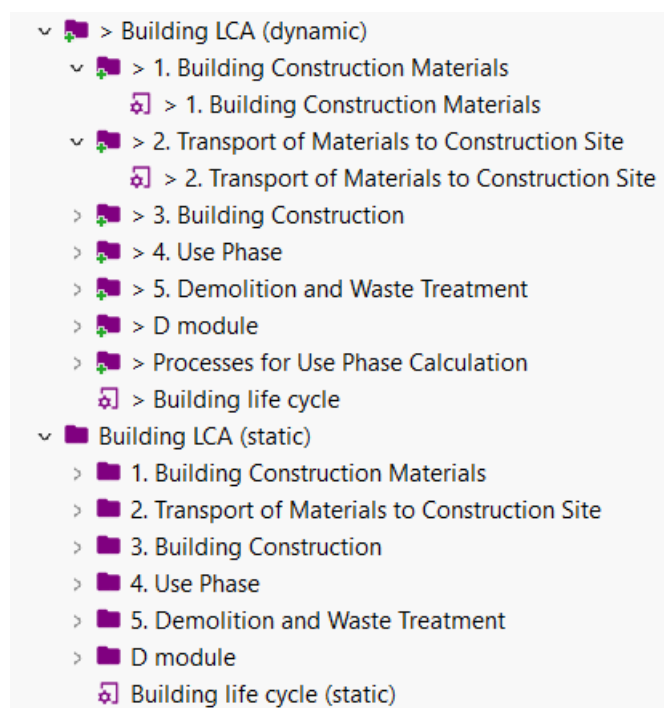 > Building LCA (dynamic)
> 1. Building Construction Materials
> 1. Building Construction Materials
> 2. Transport of Materials to Construction Site
> 2. Transport of Materials to Construction Site
> 3. Building Construction
> 4. Use Phase
> 5. Demolition and Waste Treatment
> D module
> Processes for Use Phase Calculation
> Building life cycle
Building LCA (static)
1. Building Construction Materials
2. Transport of Materials to Construction Site
3. Building Construction
4. Use Phase
5. Demolition and Waste Treatment
D module
Building life cycle (static)